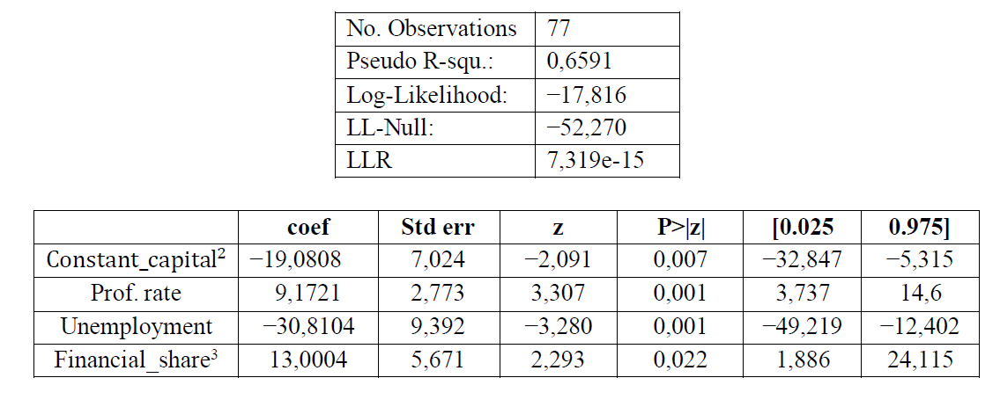 No. Observations 77
Pseudo R-squ.: 0,6591
Log-Likelihood: −17,816
LL-Null: −52,270
LLR 7,319e-15
coef Std err z P>|z| [0.025 0.975]
Constant_capital² −19,0808 7,024 −2,091 0,007 −32,847 −5,315
Prof. rate 9,1721 2,773 3,307 0,001 3,737 14,6
Unemployment −30,8104 9,392 −3,280 0,001 −49,219 −12,402
Financial_share³ 13,0004 5,671 2,293 0,022 1,886 24,115